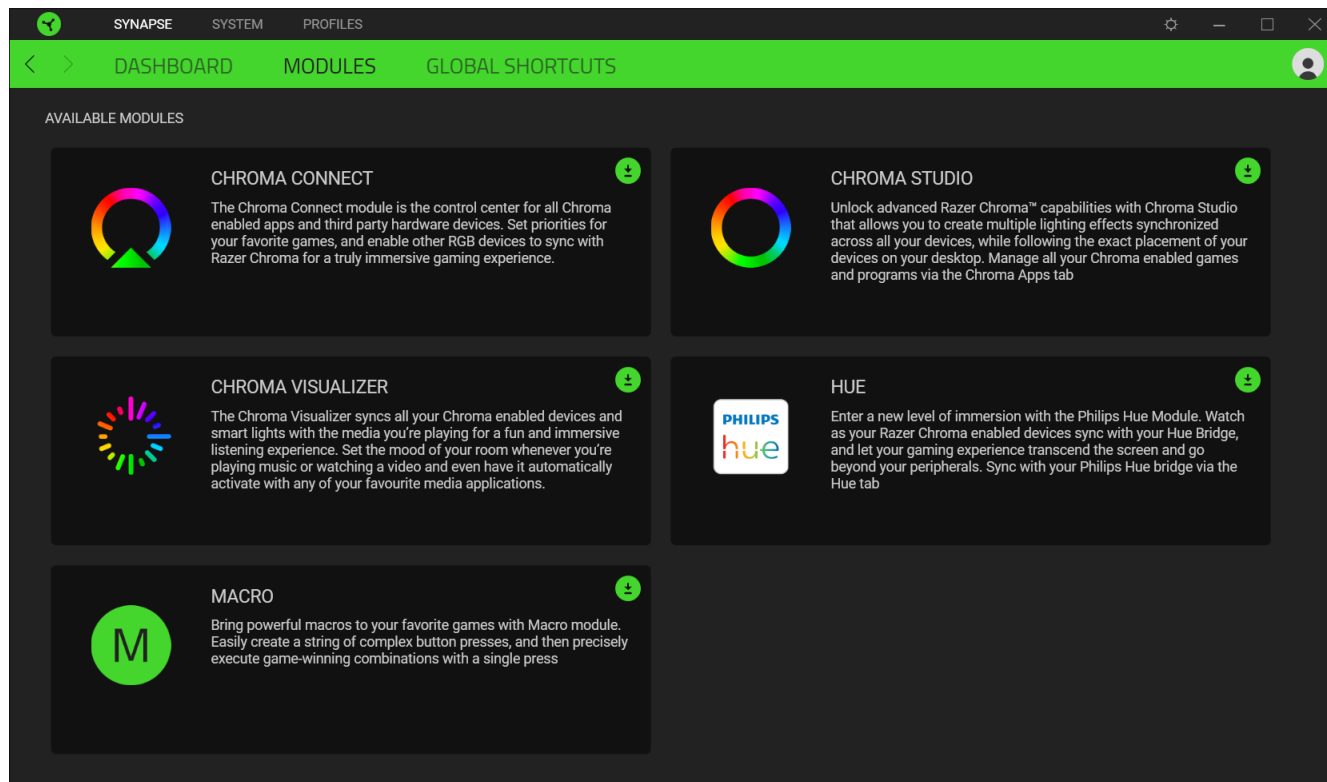 SYNAPSE SYSTEM PROFILES
DASHBOARD MODULES GLOBAL SHORTCUTS
AVAILABLE MODULES
CHROMA CONNECT
The Chroma Connect module is the control center for all Chroma
enabled apps and third party hardware devices. Set priorities for
your favorite games, and enable other RGB devices to sync with
Razer Chroma for a truly immersive gaming experience.
CHROMA STUDIO
Unlock advanced Razer Chroma™ capabilities with Chroma Studio
that allows you to create multiple lighting effects synchronized
across all your devices, while following the exact placement of your
devices on your desktop. Manage all your Chroma enabled games
and programs via the Chroma Apps tab
CHROMA VISUALIZER
The Chroma Visualizer syncs all your Chroma enabled devices and
smart lights with the media you're playing for a fun and immersive
listening experience. Set the mood of your room whenever you're
playing music or watching a video and even have it automatically
activate with any of your favourite media applications.
PHILIPS
hue
HUE
Enter a new level of immersion with the Philips Hue Module. Watch
as your Razer Chroma enabled devices sync with your Hue Bridge,
and let your gaming experience transcend the screen and go
beyond your peripherals. Sync with your Philips Hue bridge via the
Hue tab
M
MACRO
Bring powerful macros to your favorite games with Macro module.
Easily create a string of complex button presses, and then precisely
execute game-winning combinations with a single press